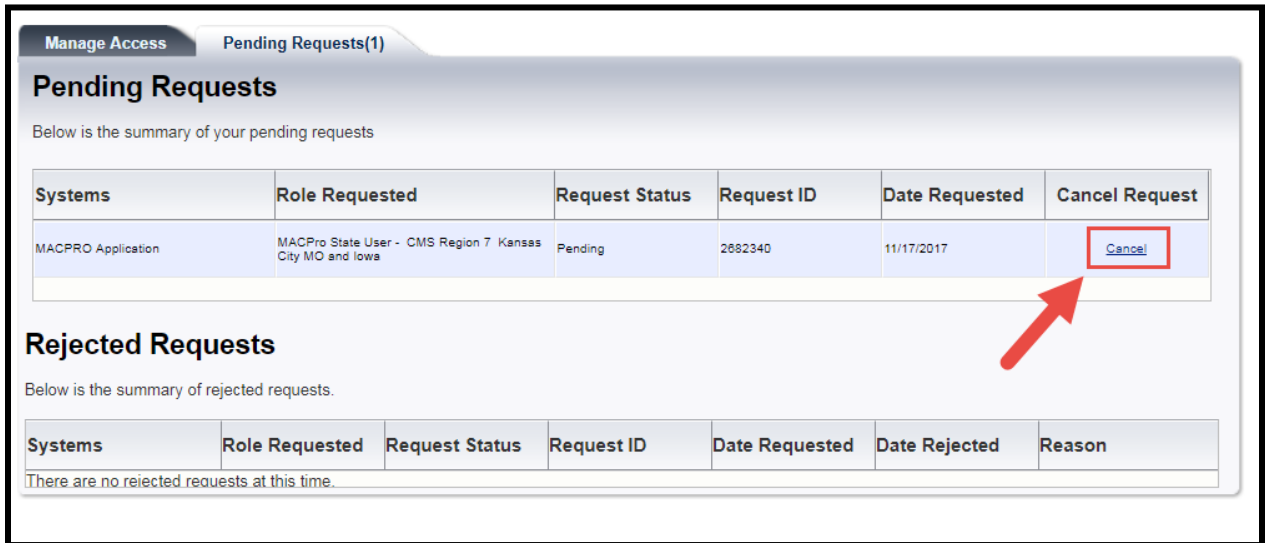 Manage Access Pending Requests(1)
Pending Requests
Below is the summary of your pending requests
Systems Role Requested Request Status Request ID Date Requested Cancel Request
MACPRO Application MACPro State User - CMS Region 7 Kansas City MO and Iowa Pending 2682340 11/17/2017 Cancel
Rejected Requests
Below is the summary of rejected requests.
Systems Role Requested Request Status Request ID Date Requested Date Rejected Reason
There are no rejected requests at this time.